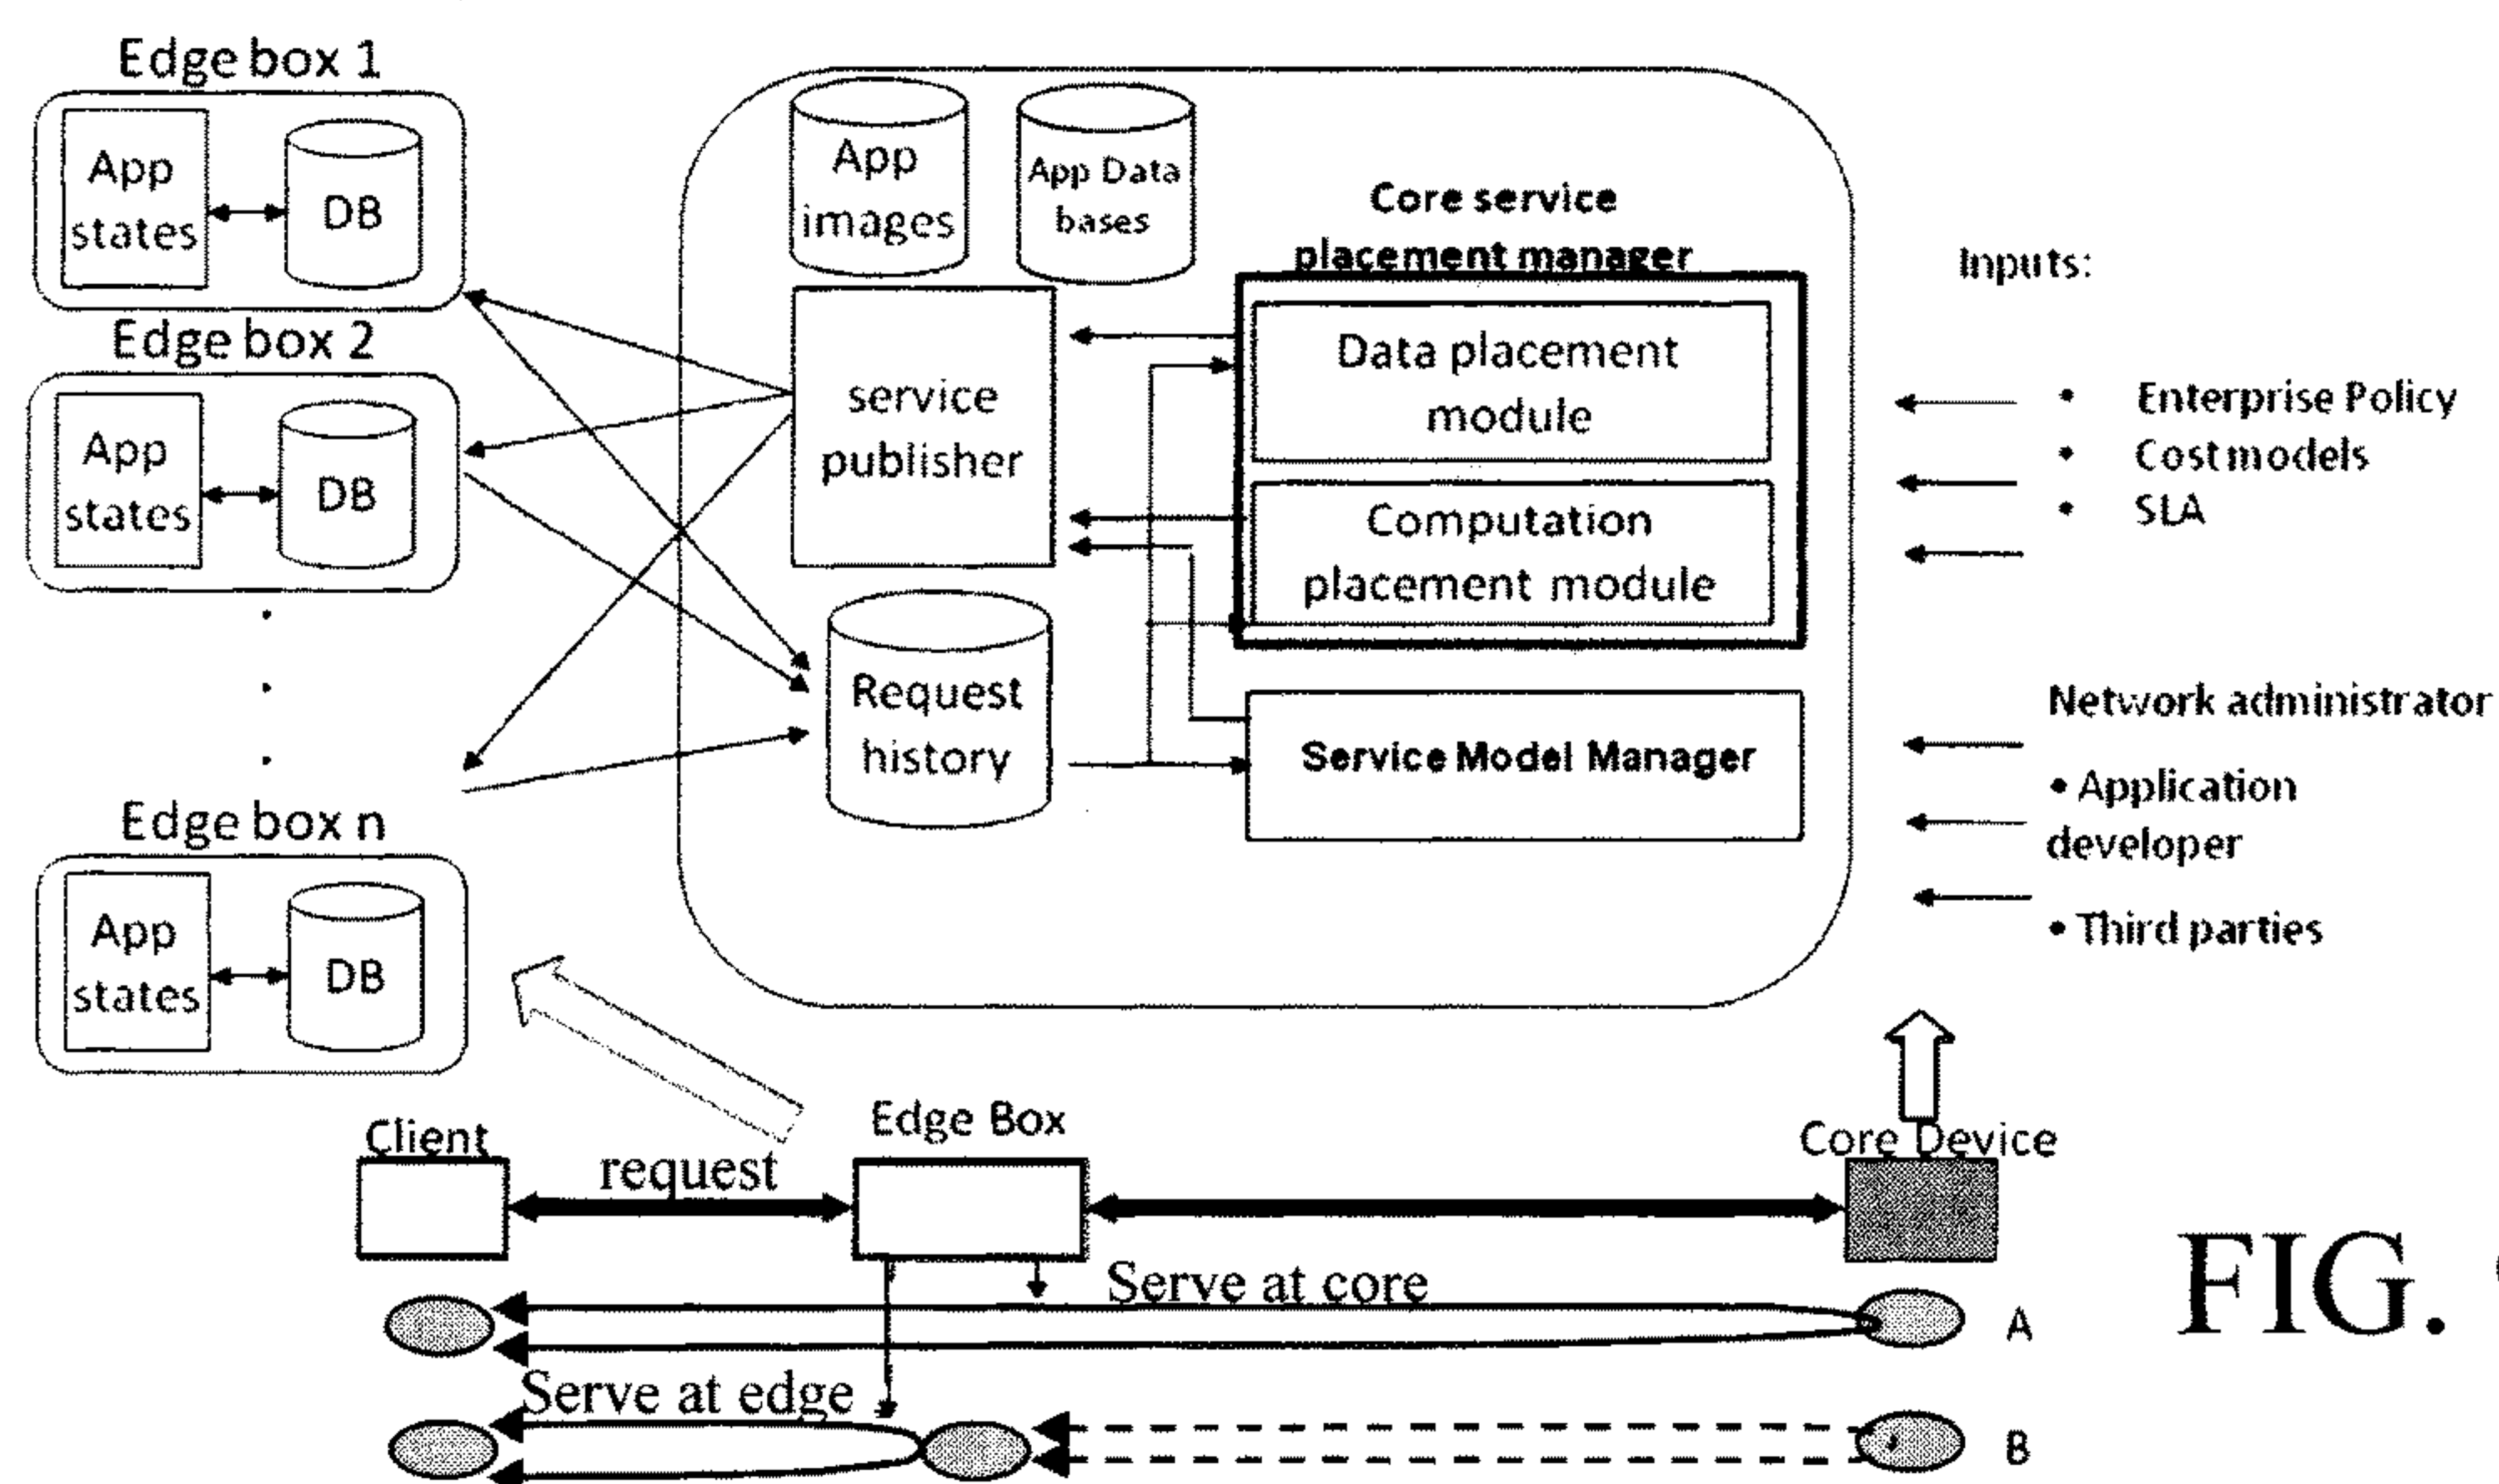 Edge box 1
App
states
DB
Edge box 2
App
states
DB
Edge box n
App
states
DB
App
images
App Data
bases
Core service
placement manager
service
publisher
Data placement
module
Computation
placement module
Request
history
Service Model Manager
Inputs:
• Enterprise Policy
• Cost models
• SLA
Network administrator
• Application
developer
• Third parties
Client
request
Edge Box
Core Device
Serve at core
A
Serve at edge
B
FIG.